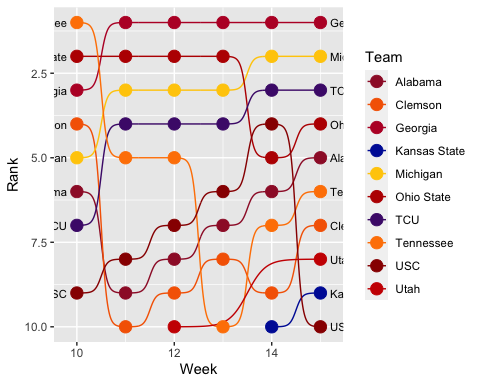 Team
Alabama
Clemson
Georgia
Kansas State
Michigan
Ohio State
TCU
Tennessee
USC
Utah
Rank
2.5
5.0
7.5
10.0
ee
ate
gia
on
an
ma
CU
SC
Ge
Mic
TC
Oh
Ala
Te
Cle
Uta
Ka
US
10
12
14
Week